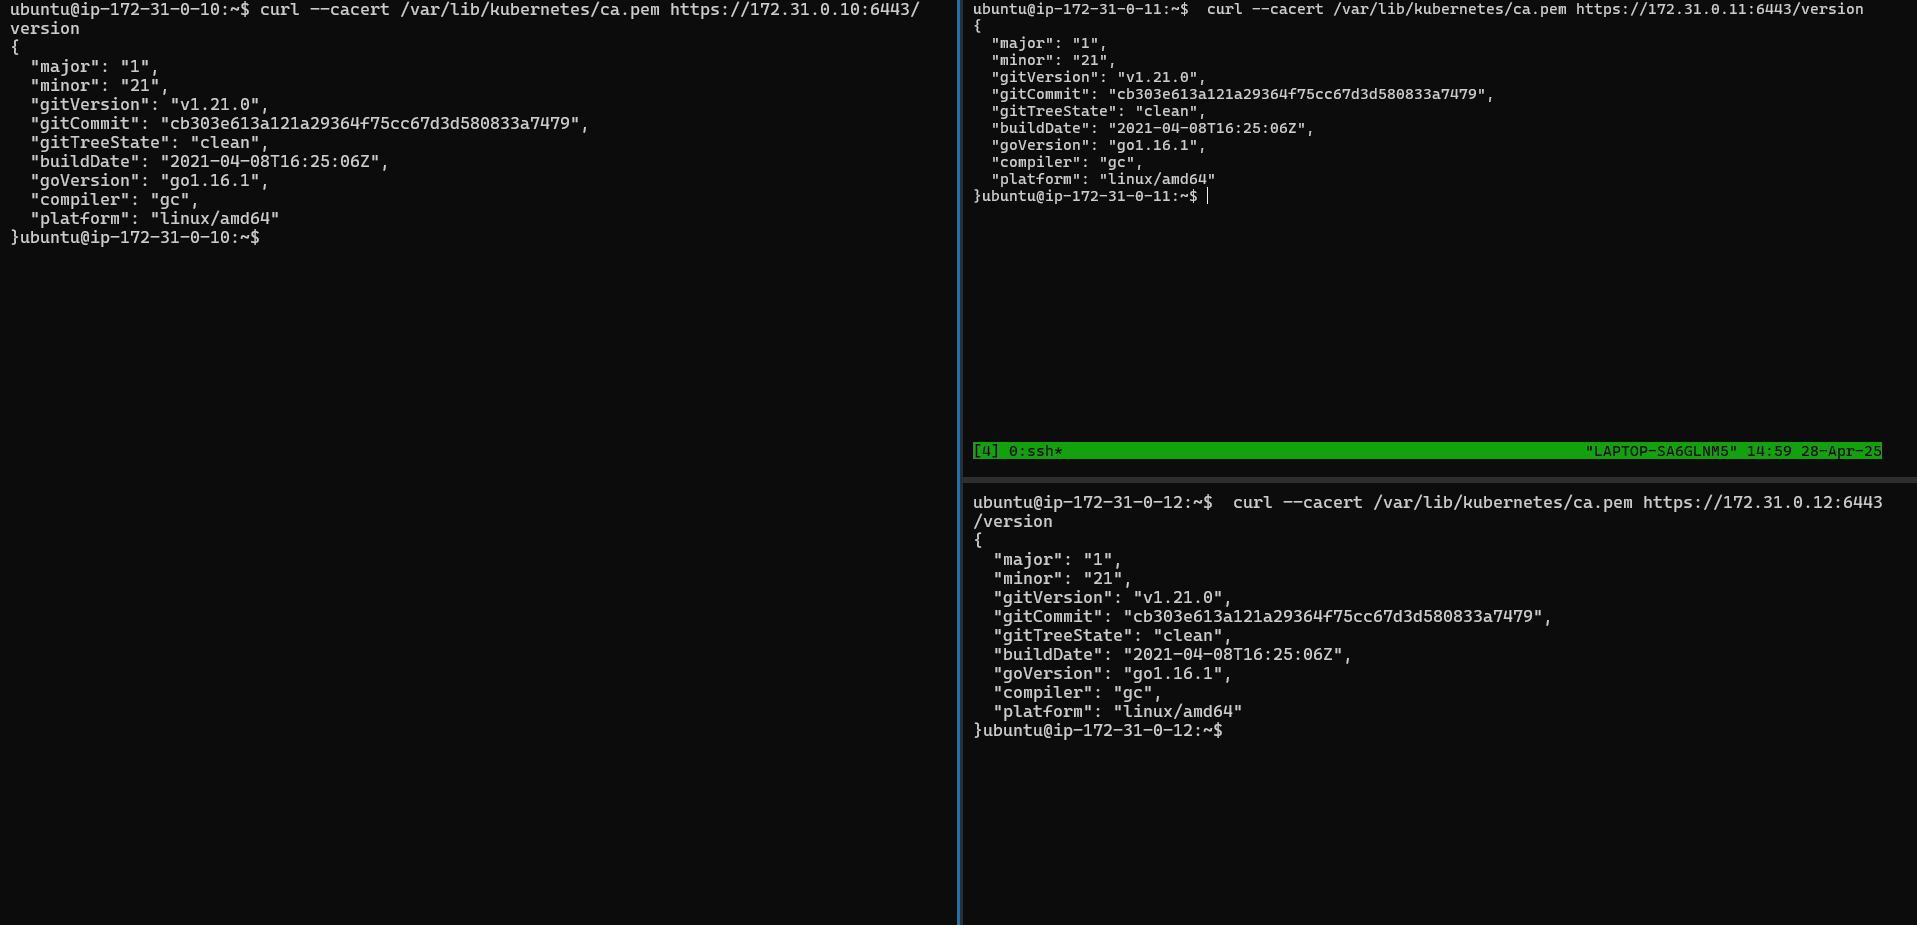 ubuntu@ip-172-31-0-10:~$ curl --cacert /var/lib/kubernetes/ca.pem https://172.31.0.10:6443/
version
{
  "major": "1",
  "minor": "21",
  "gitVersion": "v1.21.0",
  "gitCommit": "cb303e613a121a29364f75cc67d3d580833a7479",
  "gitTreeState": "clean",
  "buildDate": "2021-04-08T16:25:06Z",
  "goVersion": "go1.16.1",
  "compiler": "gc",
  "platform": "linux/amd64"
}ubuntu@ip-172-31-0-10:~$
ubuntu@ip-172-31-0-11:~$  curl --cacert /var/lib/kubernetes/ca.pem https://172.31.0.11:6443/version
{
  "major": "1",
  "minor": "21",
  "gitVersion": "v1.21.0",
  "gitCommit": "cb303e613a121a29364f75cc67d3d580833a7479",
  "gitTreeState": "clean",
  "buildDate": "2021-04-08T16:25:06Z",
  "goVersion": "go1.16.1",
  "compiler": "gc",
  "platform": "linux/amd64"
}ubuntu@ip-172-31-0-11:~$
[4] 0:ssh* "LAPTOP-SA6GLNM5" 14:59 28-Apr-25
ubuntu@ip-172-31-0-12:~$  curl --cacert /var/lib/kubernetes/ca.pem https://172.31.0.12:6443
/version
{
  "major": "1",
  "minor": "21",
  "gitVersion": "v1.21.0",
  "gitCommit": "cb303e613a121a29364f75cc67d3d580833a7479",
  "gitTreeState": "clean",
  "buildDate": "2021-04-08T16:25:06Z",
  "goVersion": "go1.16.1",
  "compiler": "gc",
  "platform": "linux/amd64"
}ubuntu@ip-172-31-0-12:~$